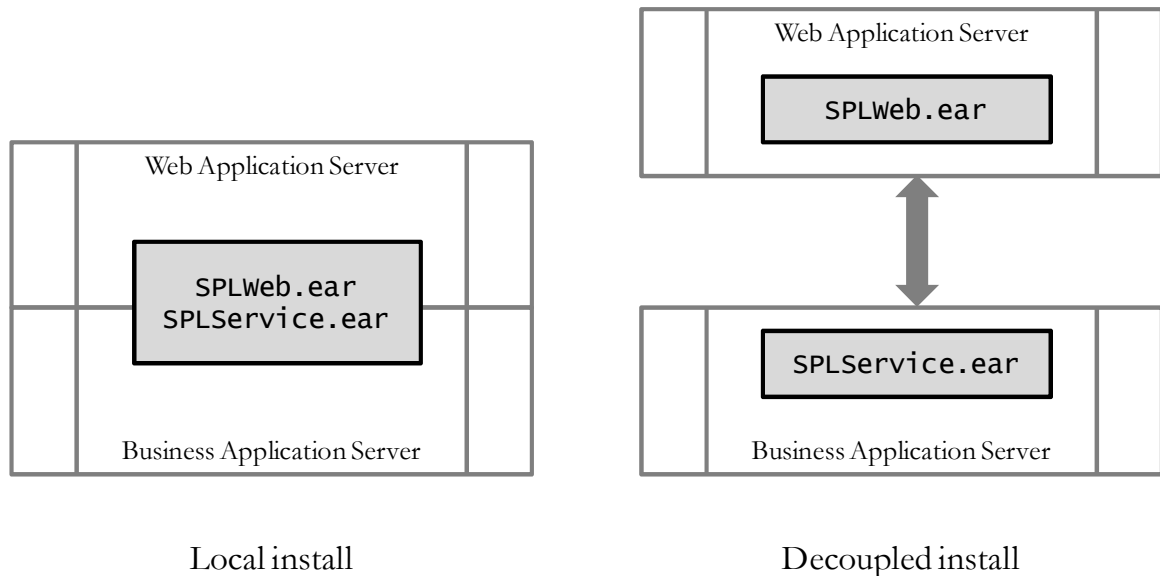 Web Application Server
SPLWeb.ear
SPLService.ear
Business Application Server
Local install
Web Application Server
SPLWeb.ear
SPLService.ear
Business Application Server
Decoupled install